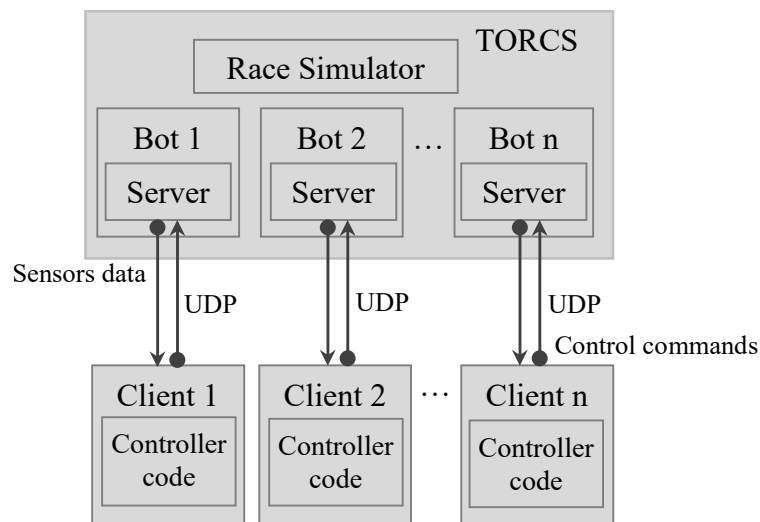 TORCS
Race Simulator
Bot 1
Bot 2
…
Bot n
Server
Server
Server
Sensors data
UDP
UDP
UDP
Control commands
Client 1
Client 2
…
Client n
Controller
code
Controller
code
Controller
code